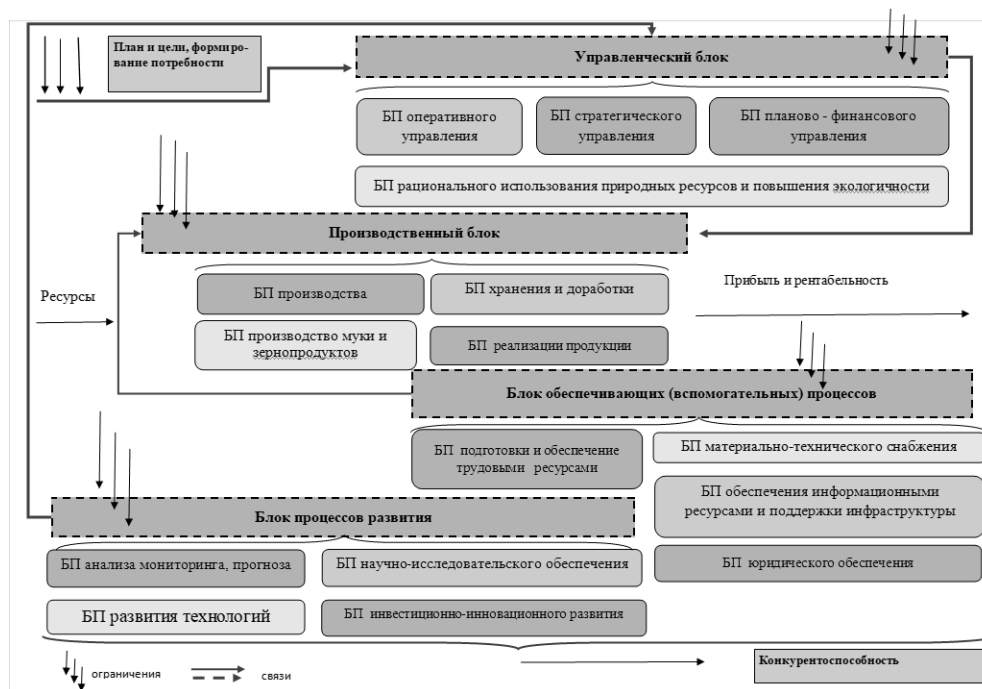 План и цели, формиро-
вание потребности
Управленческий блок
БП оперативного
управления
БП стратегического
управления
БП планово - финансового
управления
БП рационального использования природных ресурсов и повышения экологичности
Производственный блок
Ресурсы
БП производства
БП хранения и доработки
Прибыль и рентабельность
БП производство муки и
зернопродуктов
БП реализации продукции
Блок обеспечивающих (вспомогательных) процессов
БП подготовки и обеспечение
трудовыми ресурсами
БП материально-технического снабжения
БП обеспечения информационными
ресурсами и поддержки инфраструктуры
Блок процессов развития
БП анализа мониторинга, прогноза
БП научно-исследовательского обеспечения
БП юридического обеспечения
БП развития технологий
БП инвестиционно-инновационного развития
Конкурентоспособность
ограничения
связи